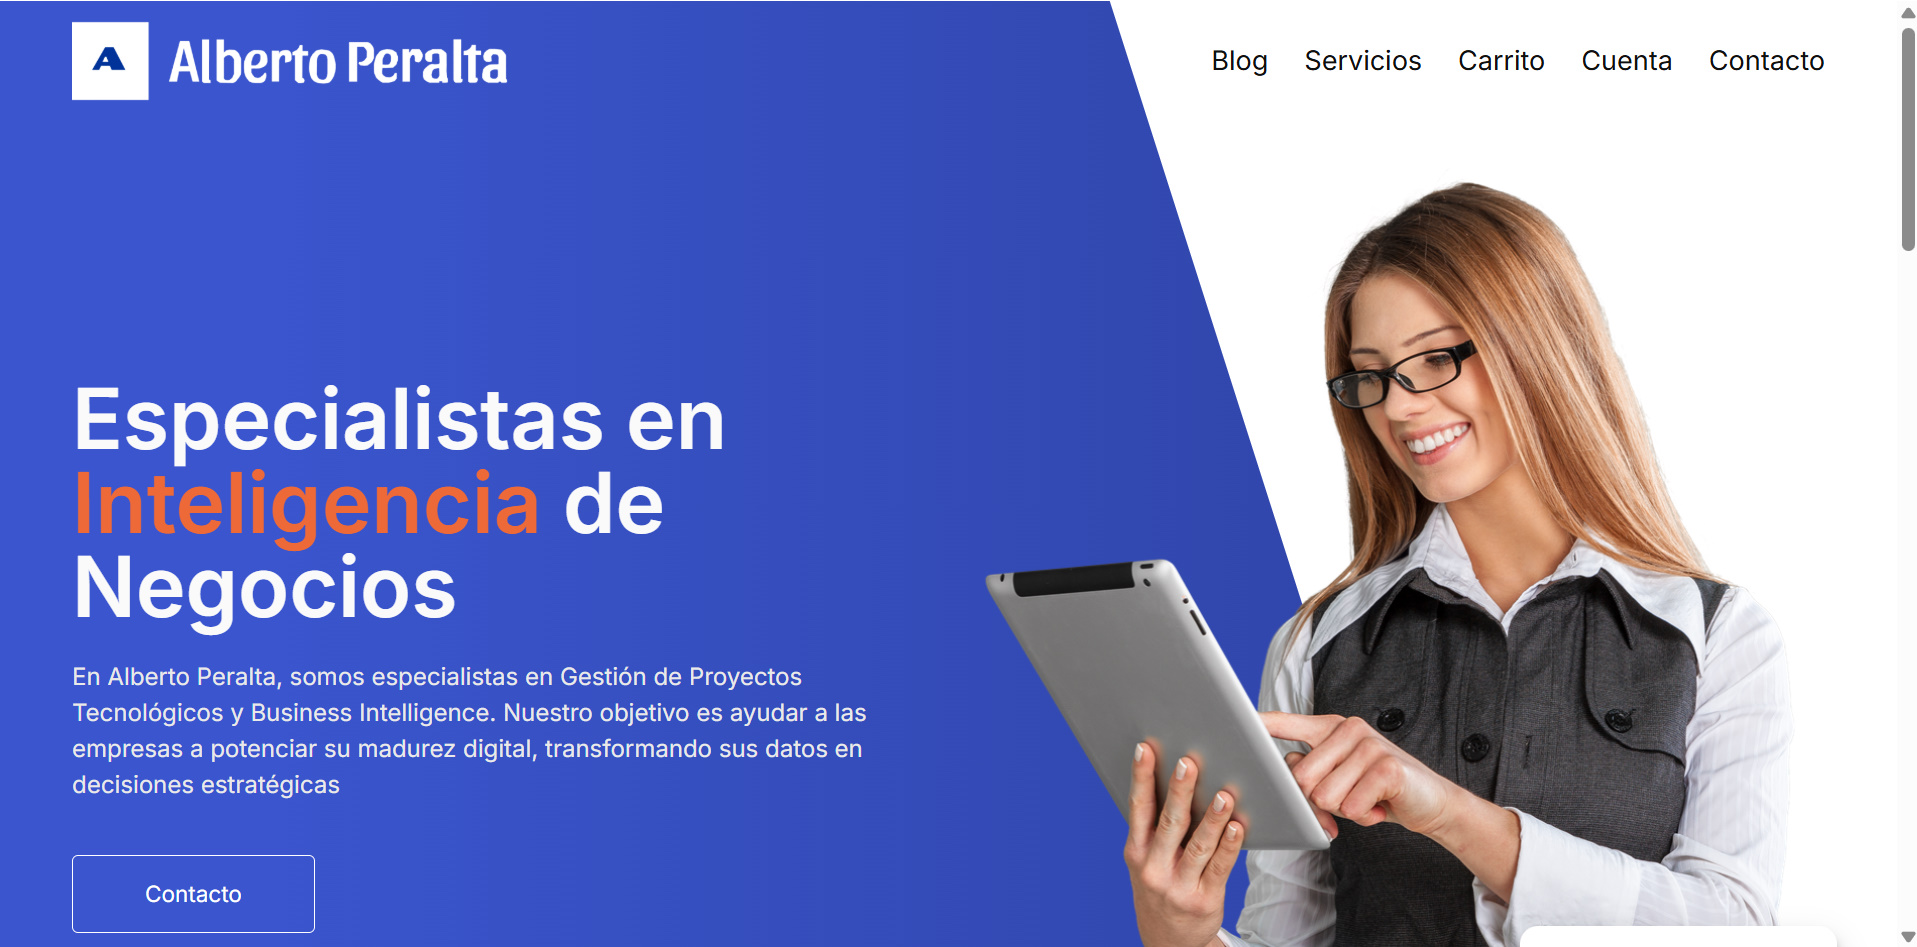 A
Alberto Peralta
Blog Servicios Carrito Cuenta Contacto
Especialistas en
Inteligencia de
Negocios
En Alberto Peralta, somos especialistas en Gestión de Proyectos
Tecnológicos y Business Intelligence. Nuestro objetivo es ayudar a las
empresas a potenciar su madurez digital, transformando sus datos en
decisiones estratégicas
Contacto